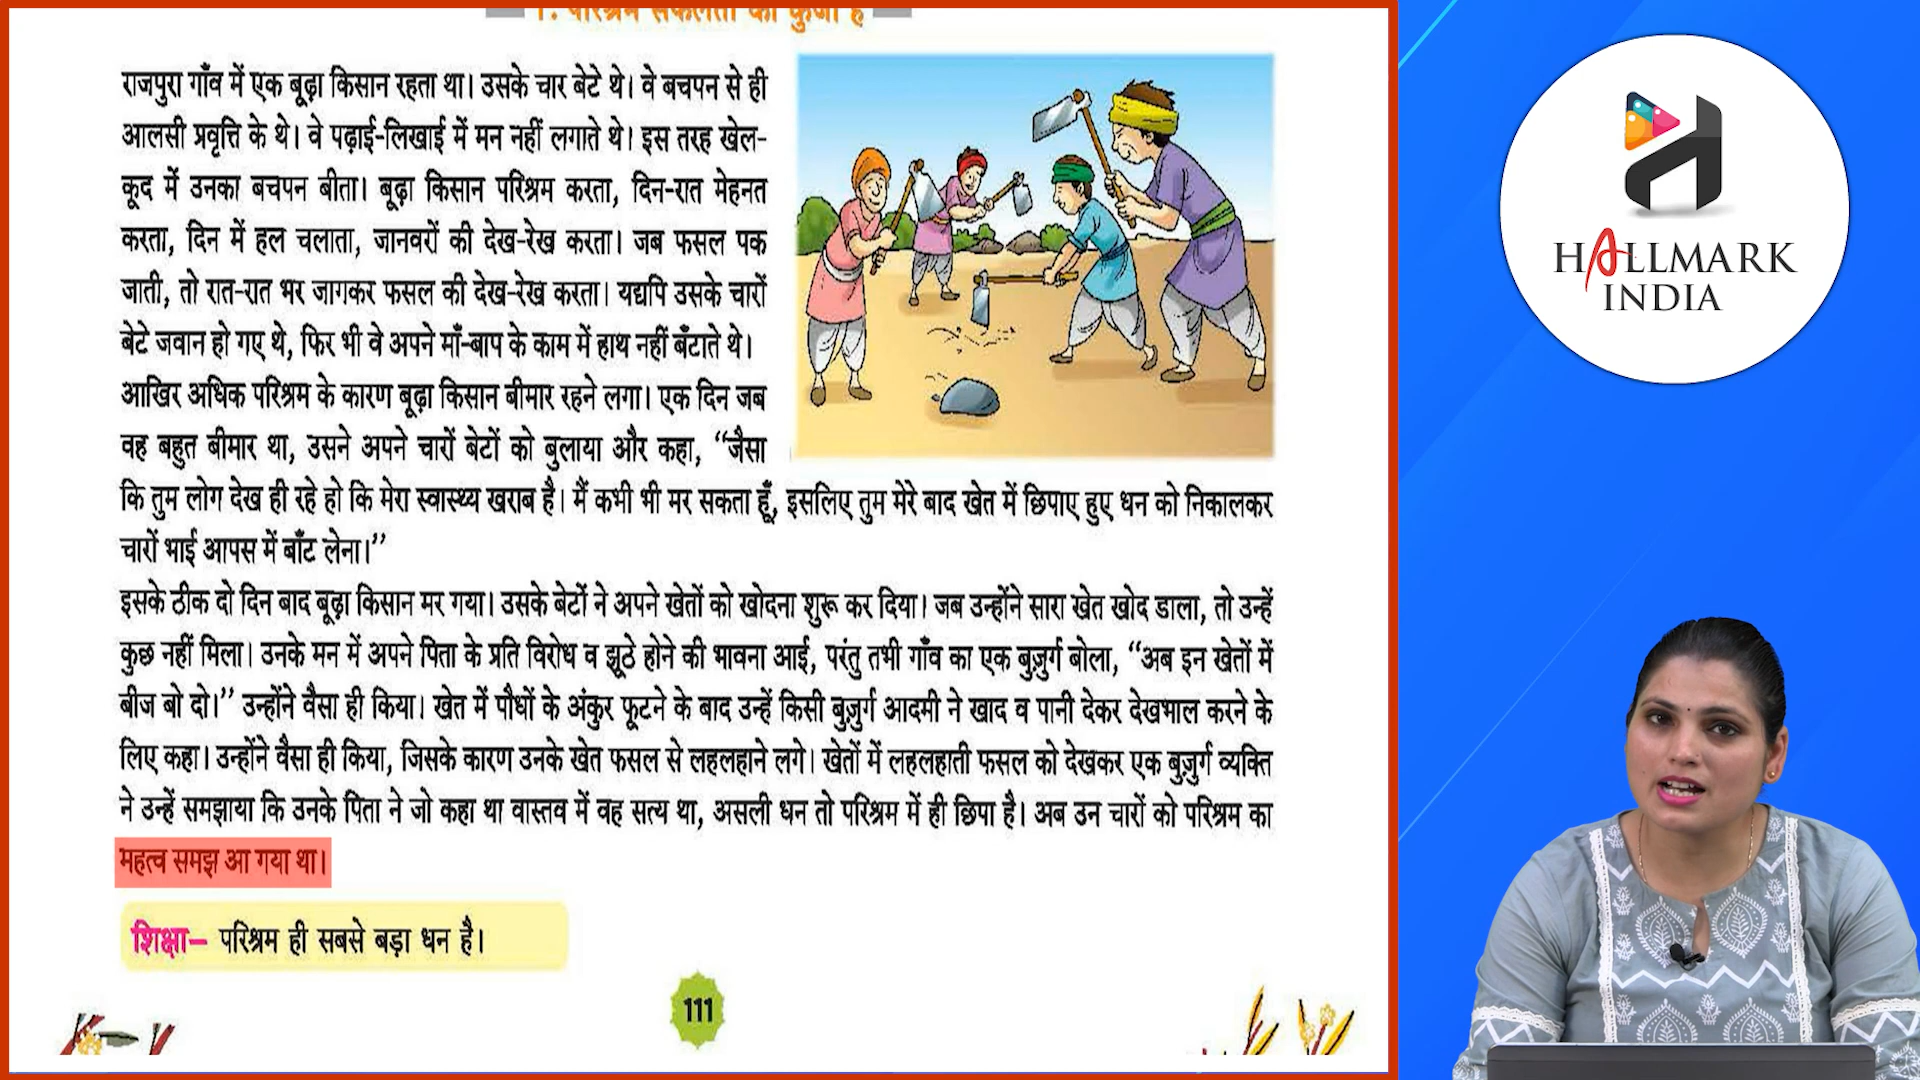 1. परिश्रम सफलता की कुंजी है
राजपुरा गाँव में एक बूढ़ा किसान रहता था। उसके चार बेटे थे। वे बचपन से ही
आलसी प्रवृत्ति के थे। वे पढ़ाई-लिखाई में मन नहीं लगाते थे। इस तरह खेल-
कूद में उनका बचपन बीता। बूढ़ा किसान परिश्रम करता, दिन-रात मेहनत
करता, दिन में हल चलाता, जानवरों की देख-रेख करता। जब फसल पक
जाती, तो रात-रात भर जागकर फसल की देख-रेख करता। यद्यपि उसके चारों
बेटे जवान हो गए थे, फिर भी वे अपने माँ-बाप के काम में हाथ नहीं बँटाते थे।
आखिर अधिक परिश्रम के कारण बूढ़ा किसान बीमार रहने लगा। एक दिन जब
वह बहुत बीमार था, उसने अपने चारों बेटों को बुलाया और कहा, “जैसा
कि तुम लोग देख ही रहे हो कि मेरा स्वास्थ्य खराब है। मैं कभी भी मर सकता हूँ, इसलिए तुम मेरे बाद खेत में छिपाए हुए धन को निकालकर
चारों भाई आपस में बाँट लेना।”
इसके ठीक दो दिन बाद बूढ़ा किसान मर गया। उसके बेटों ने अपने खेतों को खोदना शुरू कर दिया। जब उन्होंने सारा खेत खोद डाला, तो उन्हें
कुछ नहीं मिला। उनके मन में अपने पिता के प्रति विरोध व झूठे होने की भावना आई, परंतु तभी गाँव का एक बुज़ुर्ग बोला, “अब इन खेतों में
बीज बो दो।” उन्होंने वैसा ही किया। खेत में पौधों के अंकुर फूटने के बाद उन्हें किसी बुज़ुर्ग आदमी ने खाद व पानी देकर देखभाल करने के
लिए कहा। उन्होंने वैसा ही किया, जिसके कारण उनके खेत फसल से लहलहाने लगे। खेतों में लहलहाती फसल को देखकर एक बुज़ुर्ग व्यक्ति
ने उन्हें समझाया कि उनके पिता ने जो कहा था वास्तव में वह सत्य था, असली धन तो परिश्रम में ही छिपा है। अब उन चारों को परिश्रम का
महत्व समझ आ गया था।
शिक्षा– परिश्रम ही सबसे बड़ा धन है।
111
HALLMARK
INDIA